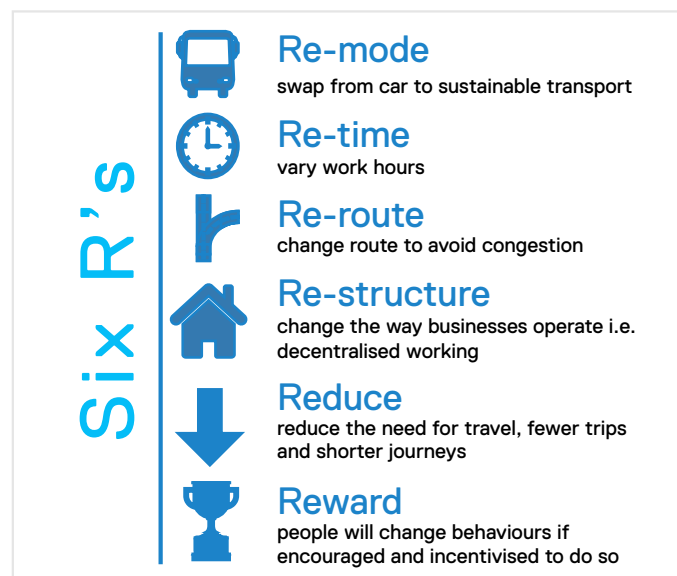 Six R's
Re-mode
swap from car to sustainable transport
Re-time
vary work hours
Re-route
change route to avoid congestion
Re-structure
change the way businesses operate i.e.
decentralised working
Reduce
reduce the need for travel, fewer trips
and shorter journeys
Reward
people will change behaviours if
encouraged and incentivised to do so